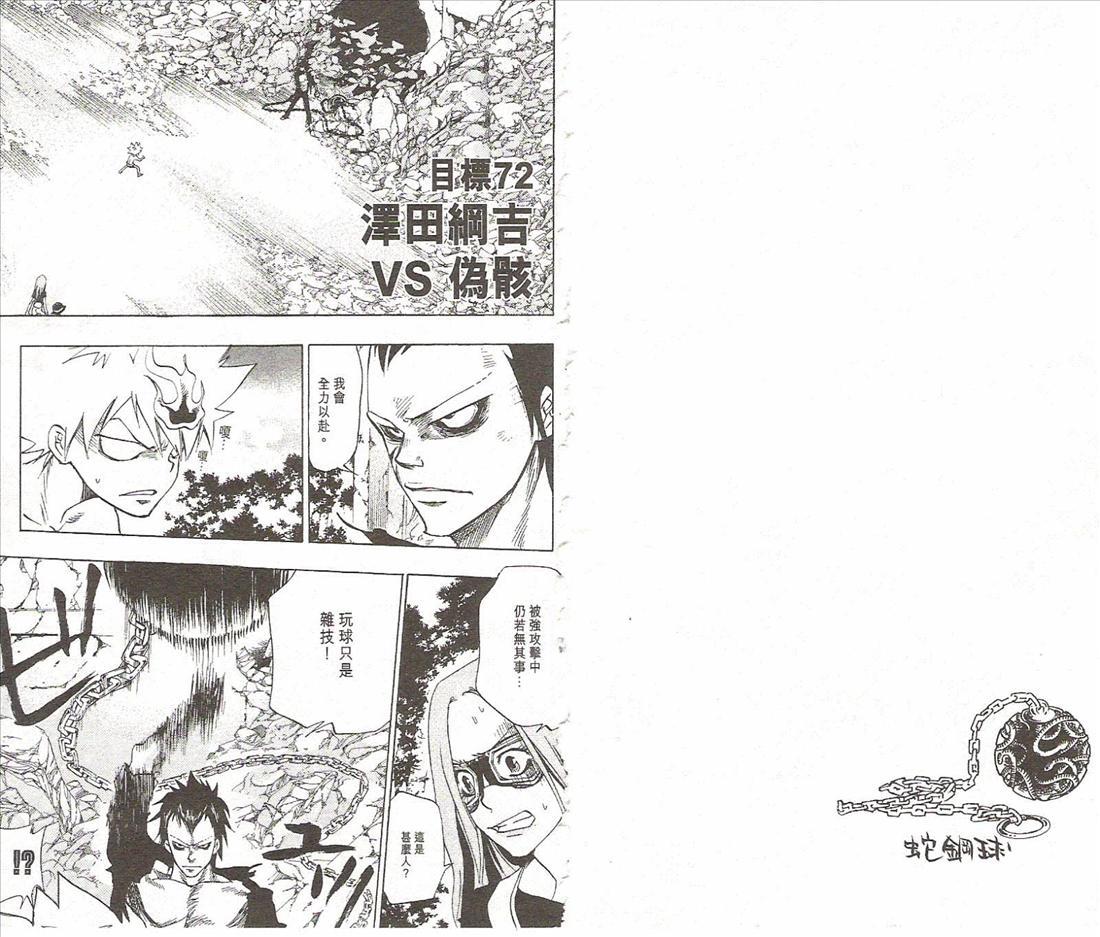 蛇鋼球
目標72
澤田綱吉
VS 偽骸
我會
全力以赴。
嗄…
嗄…
被強攻擊中
仍若無其事…
這是
甚麼人？
玩球只是
雜技！
!?